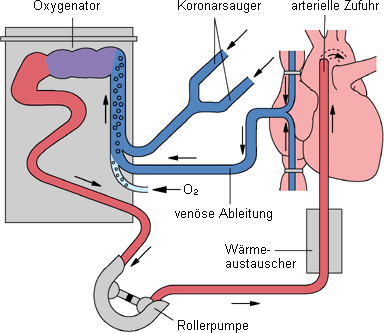 Oxygenator
Koronarsauger
arterielle Zufuhr
O₂
venöse Ableitung
Wärme-
austauscher
Rollerpumpe